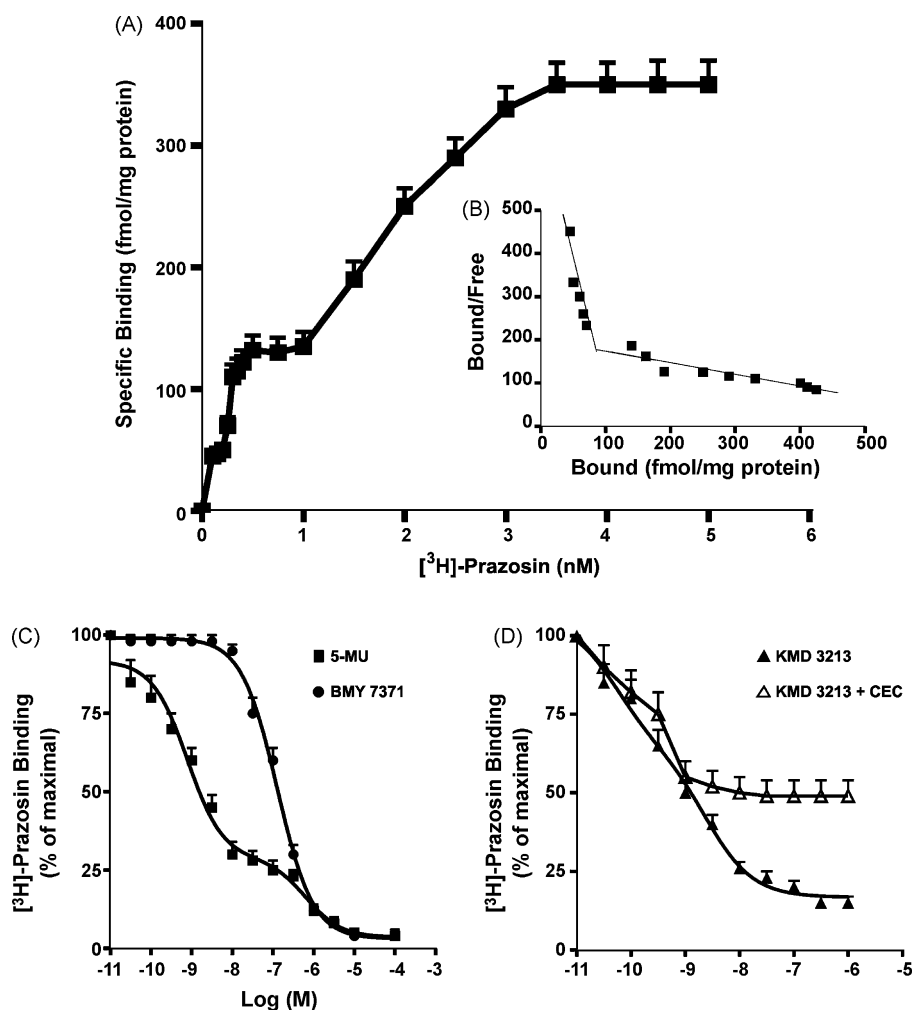 (A)
400
300
200
100
0
Specific Binding (fmol/mg protein)
0 1 2 3 4 5 6
[³H]-Prazosin (nM)
(B)
500
400
300
200
100
0
Bound/Free
0 100 200 300 400 500
Bound (fmol/mg protein)
(C)
100
75
50
25
0
[³H]-Prazosin Binding
(% of maximal)
5-MU
BMY 7371
-11 -10 -9 -8 -7 -6 -5 -4 -3
Log (M)
(D)
100
75
50
25
0
[³H]-Prazosin Binding
(% of maximal)
KMD 3213
KMD 3213 + CEC
-11 -10 -9 -8 -7 -6 -5